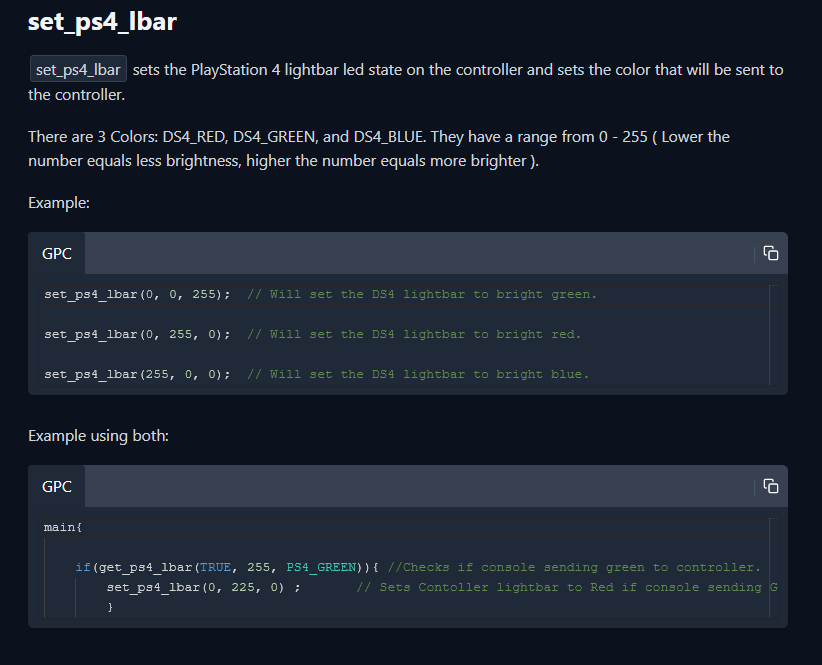 set_ps4_lbar
set_ps4_lbar sets the PlayStation 4 lightbar led state on the controller and sets the color that will be sent to
the controller.
There are 3 Colors: DS4_RED, DS4_GREEN, and DS4_BLUE. They have a range from 0 - 255 ( Lower the
number equals less brightness, higher the number equals more brighter ).
Example:
GPC
set_ps4_lbar(0, 0, 255);  // Will set the DS4 lightbar to bright green.
set_ps4_lbar(0, 255, 0);  // Will set the DS4 lightbar to bright red.
set_ps4_lbar(255, 0, 0);  // Will set the DS4 lightbar to bright blue.
Example using both:
GPC
main{
if(get_ps4_lbar(TRUE, 255, PS4_GREEN)){ //Checks if console sending green to controller.
set_ps4_lbar(0, 225, 0) ;       // Sets Contoller lightbar to Red if console sending G
}